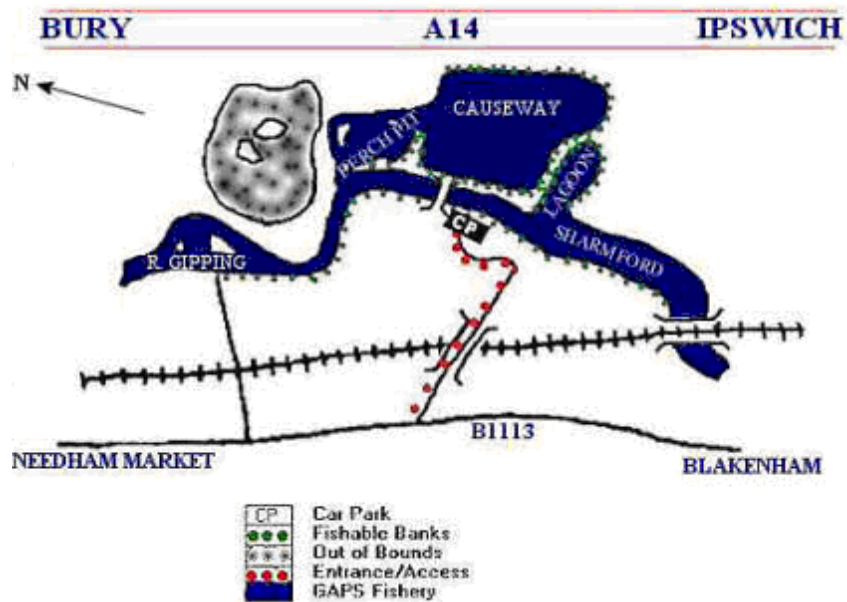 BURY A14 IPSWICH
N
CAUSEWAY
PERCH PIT
LAGOON
CP
SHARMFORD
R. GIPPING
B1113
NEEDHAM MARKET
BLAKENHAM
CP Car Park
Fishable Banks
Out of Bounds
Entrance/Access
GAPS Fishery